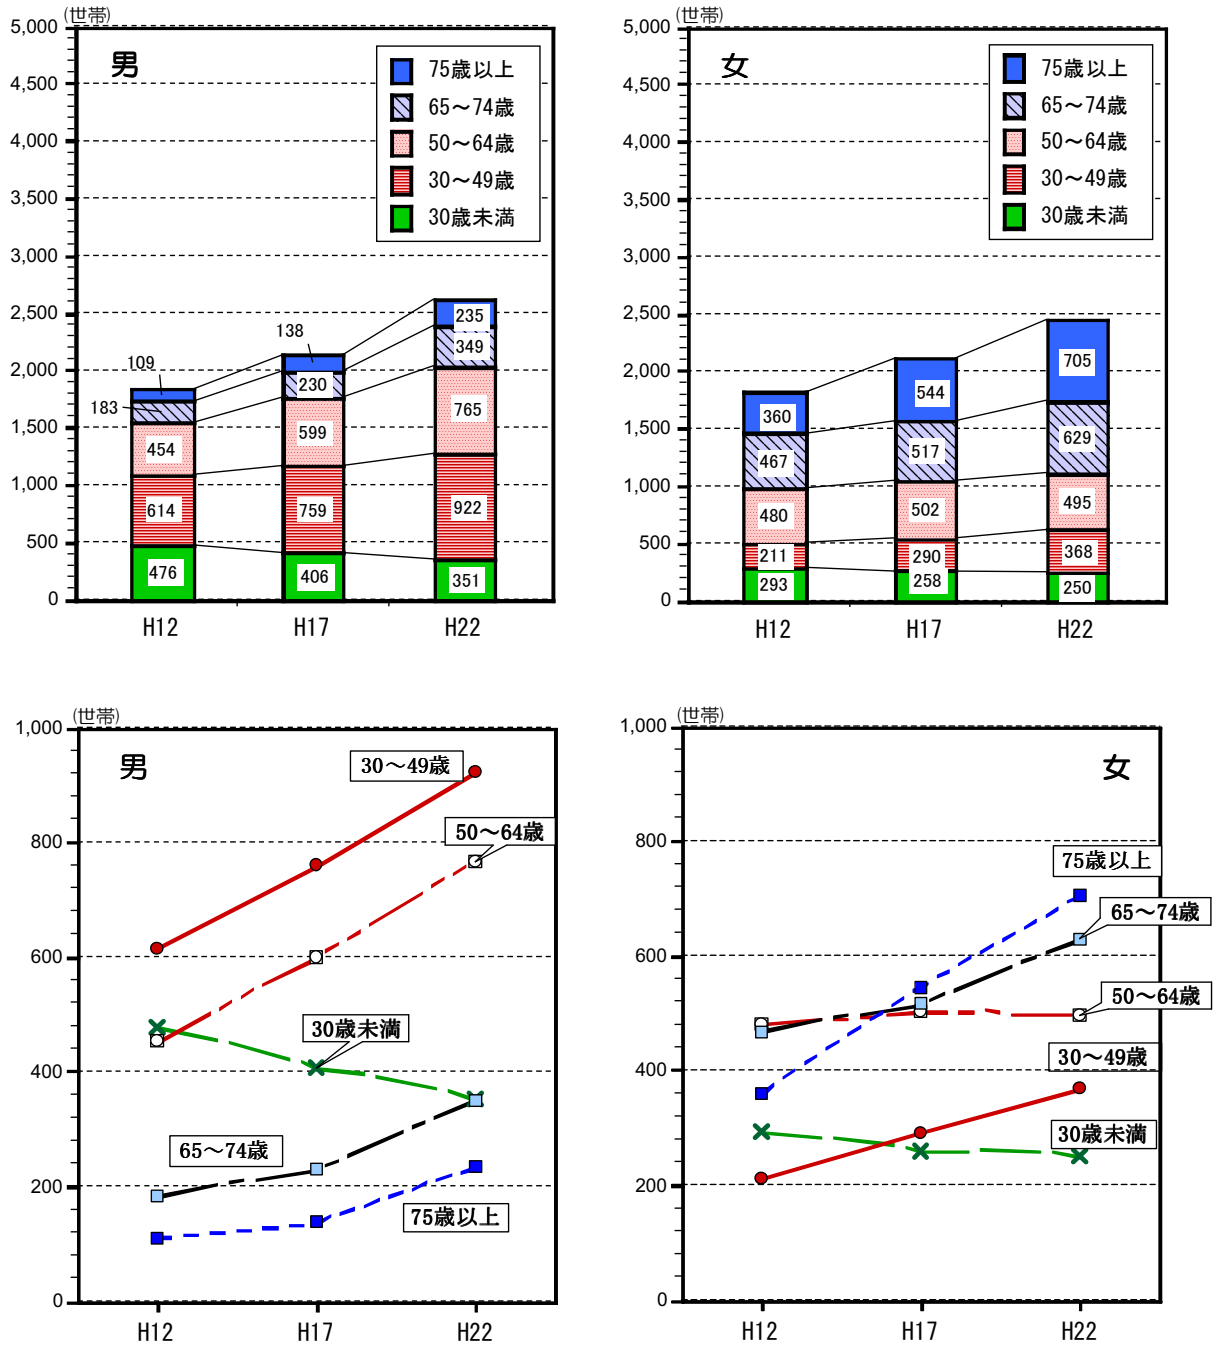 (世帯)
5,000
4,500
4,000
3,500
3,000
2,500
2,000
1,500
1,000
500
0
男
75歳以上
65～74歳
50～64歳
30～49歳
30歳未満
109
183
454
614
476
138
230
599
759
406
235
349
765
922
351
H12
H17
H22
(世帯)
5,000
4,500
4,000
3,500
3,000
2,500
2,000
1,500
1,000
500
0
女
75歳以上
65～74歳
50～64歳
30～49歳
30歳未満
360
467
480
211
293
544
517
502
290
258
705
629
495
368
250
H12
H17
H22
(世帯)
1,000
800
600
400
200
0
男
30～49歳
50～64歳
30歳未満
65～74歳
75歳以上
H12
H17
H22
(世帯)
1,000
800
600
400
200
0
女
75歳以上
65～74歳
50～64歳
30～49歳
30歳未満
H12
H17
H22